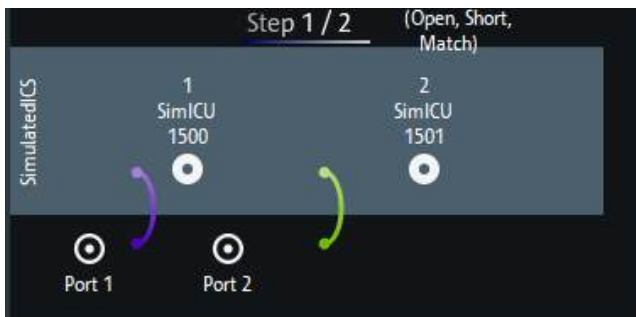 Step 1 / 2
(Open, Short,
Match)
SimulatedICS
1
SimICU
1500
2
SimICU
1501
Port 1
Port 2